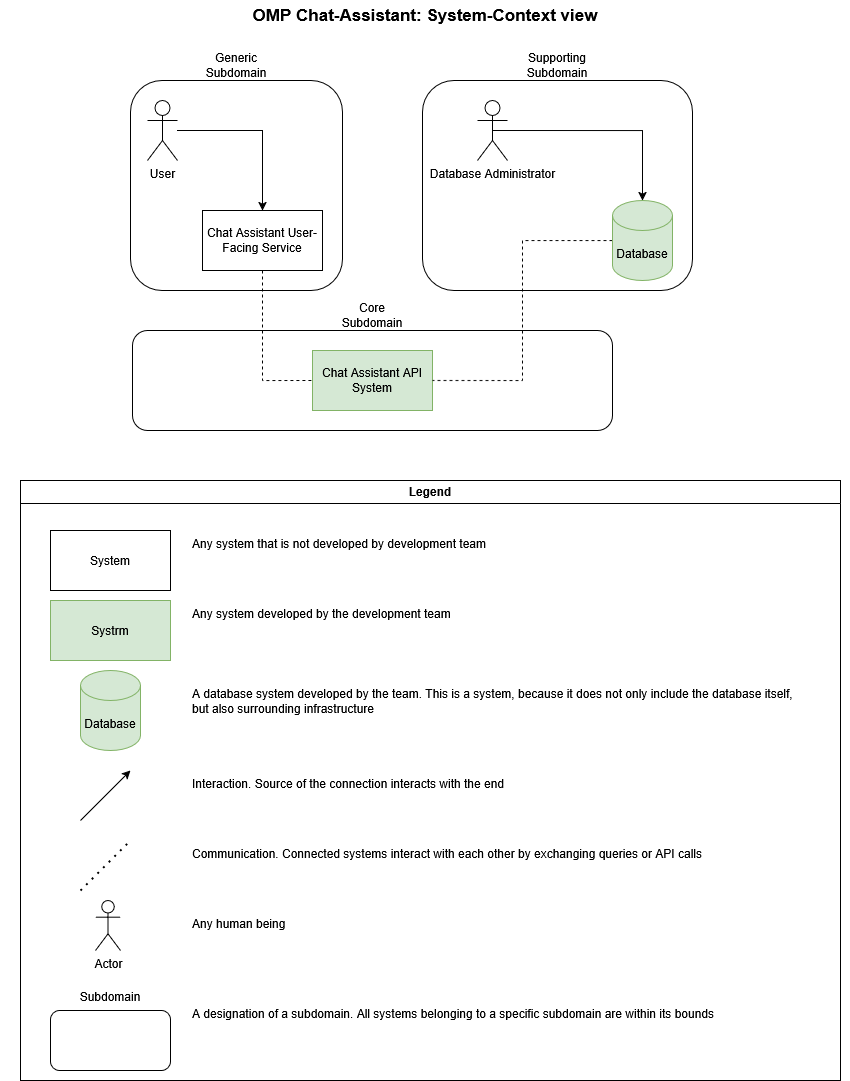 OMP Chat-Assistant: System-Context view
Generic
Subdomain
Supporting
Subdomain
User
Database Administrator
Chat Assistant User-
Facing Service
Database
Core
Subdomain
Chat Assistant API
System
Legend
System
Any system that is not developed by development team
Systrm
Any system developed by the development team
Database
A database system developed by the team. This is a system, because it does not only include the database itself,
but also surrounding infrastructure
Interaction. Source of the connection interacts with the end
Communication. Connected systems interact with each other by exchanging queries or API calls
Any human being
Actor
Subdomain
A designation of a subdomain. All systems belonging to a specific subdomain are within its bounds